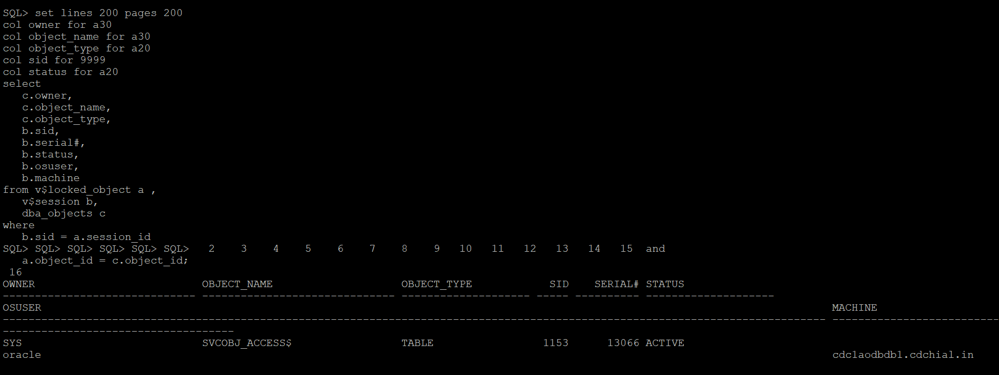 SQL> set lines 200 pages 200
col owner for a30
col object_name for a30
col object_type for a20
col sid for 9999
col status for a20
select
   c.owner,
   c.object_name,
   c.object_type,
   b.sid,
   b.serial#,
   b.status,
   b.osuser,
   b.machine
from v$locked_object a ,
   v$session b,
   dba_objects c
where
   b.sid = a.session_id
SQL> SQL> SQL> SQL> SQL> SQL>   2    3    4    5    6    7    8    9   10   11   12   13   14   15  and
   a.object_id = c.object_id;
 16
OWNER                          OBJECT_NAME                    OBJECT_TYPE            SID    SERIAL# STATUS
------------------------------ ------------------------------ -------------------- ----- ---------- --------------------
OSUSER                                                                                                                           MACHINE
-------------------------------------------------------------------------------------------------------------------------------- --------------------------
------------------------------------
SYS                            SVCOBJ_ACCESS$                 TABLE                 1153      13066 ACTIVE
oracle                                                                                                                           cdc1aodbdb1.cdchial.in